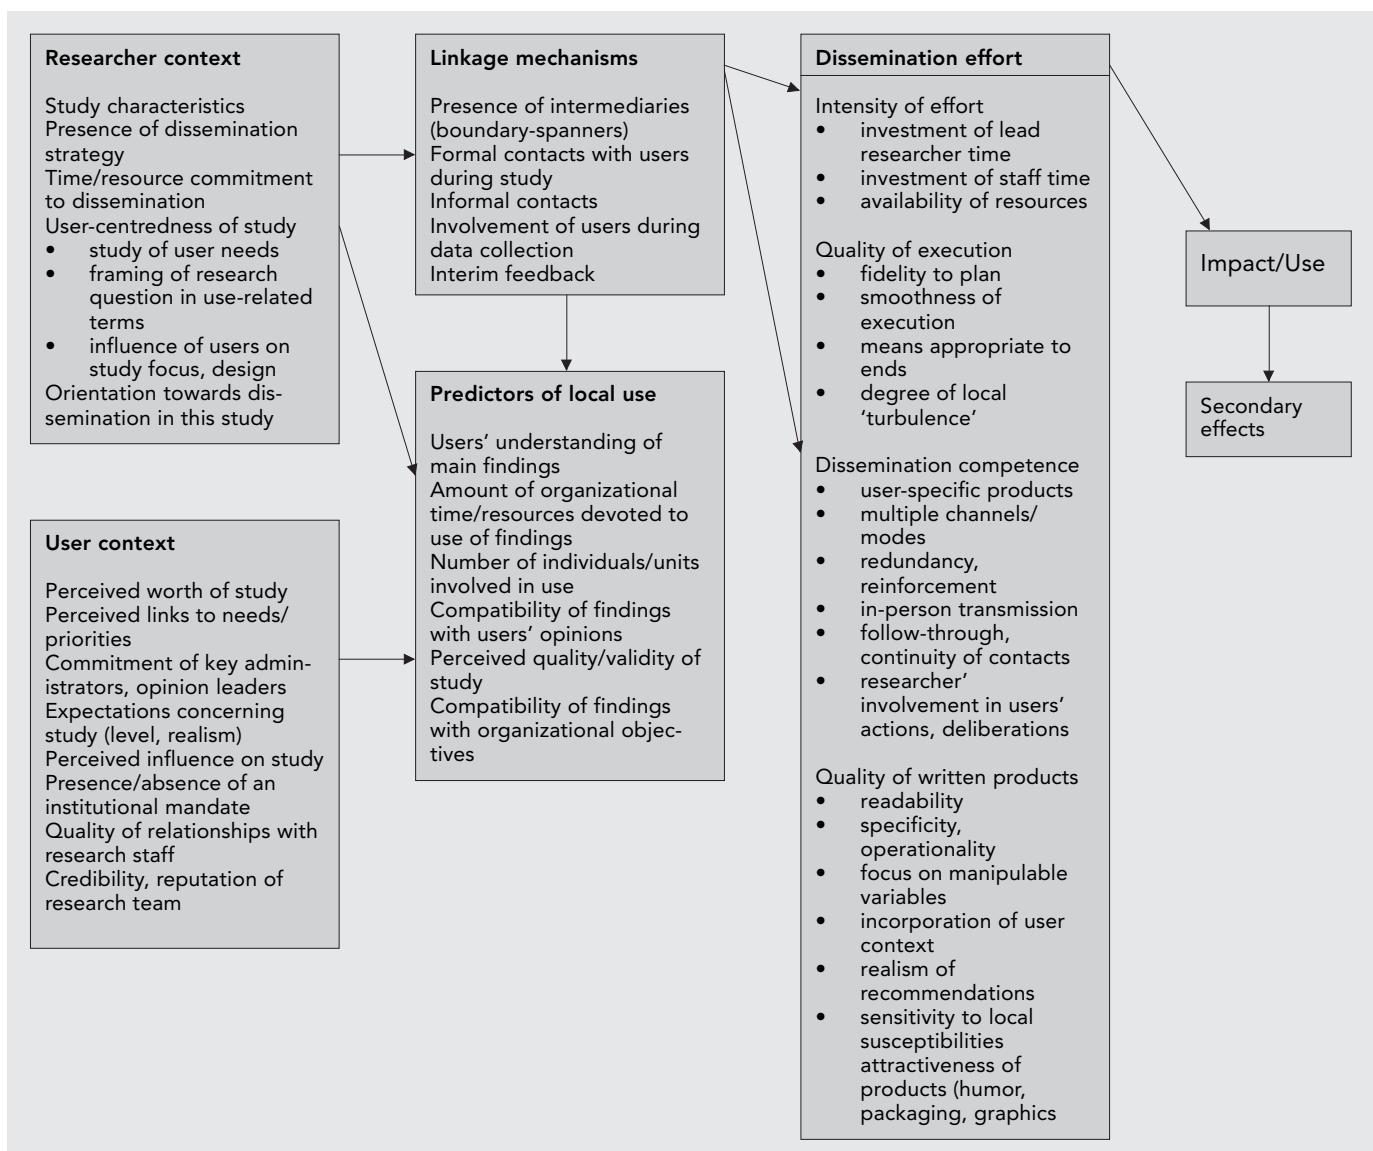 Researcher context
Study characteristics
Presence of dissemination
strategy
Time/resource commitment
to dissemination
User-centredness of study
• study of user needs
• framing of research
question in use-related
terms
• influence of users on
study focus, design
Orientation towards dis-
semination in this study
User context
Perceived worth of study
Perceived links to needs/
priorities
Commitment of key admin-
istrators, opinion leaders
Expectations concerning
study (level, realism)
Perceived influence on study
Presence/absence of an
institutional mandate
Quality of relationships with
research staff
Credibility, reputation of
research team
Linkage mechanisms
Presence of intermediaries
(boundary-spanners)
Formal contacts with users
during study
Informal contacts
Involvement of users during
data collection
Interim feedback
Predictors of local use
Users’ understanding of
main findings
Amount of organizational
time/resources devoted to
use of findings
Number of individuals/units
involved in use
Compatibility of findings
with users’ opinions
Perceived quality/validity of
study
Compatibility of findings
with organizational objec-
tives
Dissemination effort
Intensity of effort
• investment of lead
researcher time
• investment of staff time
• availability of resources
Quality of execution
• fidelity to plan
• smoothness of
execution
• means appropriate to
ends
• degree of local
‘turbulence’
Dissemination competence
• user-specific products
• multiple channels/
modes
• redundancy,
reinforcement
• in-person transmission
• follow-through,
continuity of contacts
• researcher’
involvement in users’
actions, deliberations
Quality of written products
• readability
• specificity,
operationality
• focus on manipulable
variables
• incorporation of user
context
• realism of
recommendations
• sensitivity to local
susceptibilities
attractiveness of
products (humor,
packaging, graphics
Impact/Use
Secondary
effects